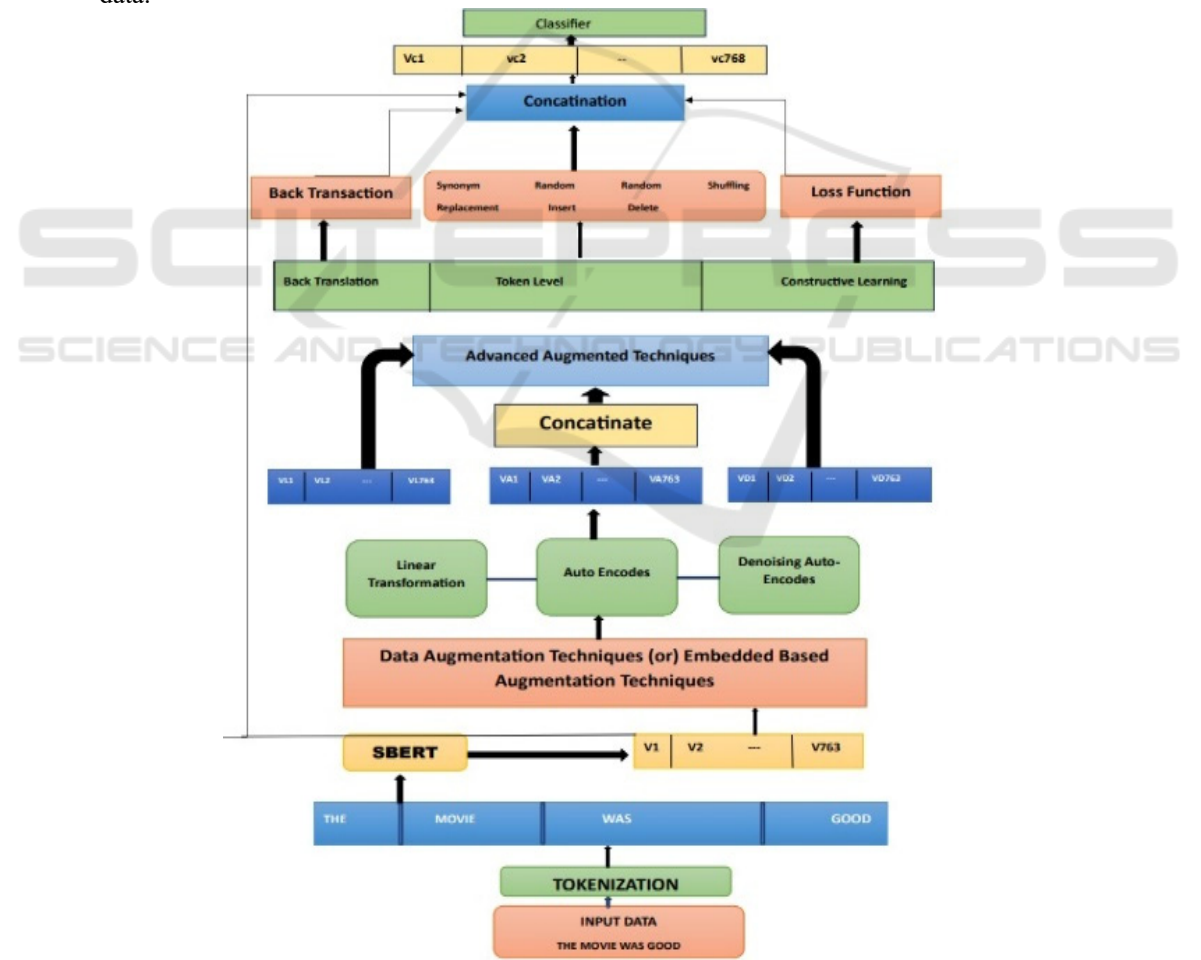 data.
Classifier
Vc1 vc2 -- vc768
Concatination
Back Transaction
Synonym Random Random Shuffling
Replacement Insert Delete
Loss Function
SCITEPRESS
Back Translation Token Level Constructive Learning
SCIENCE AND TECHNOLOGY PUBLICATIONS
Advanced Augmented Techniques
Concatinate
VL1 VL2 --- VL764
VA1 VA2 --- VA763
VD1 VD2 --- VD763
Linear
Transformation
Auto Encodes
Denoising Auto-
Encodes
Data Augmentation Techniques (or) Embedded Based
Augmentation Techniques
SBERT
V1 V2 --- V763
THE MOVIE WAS GOOD
TOKENIZATION
INPUT DATA
THE MOVIE WAS GOOD